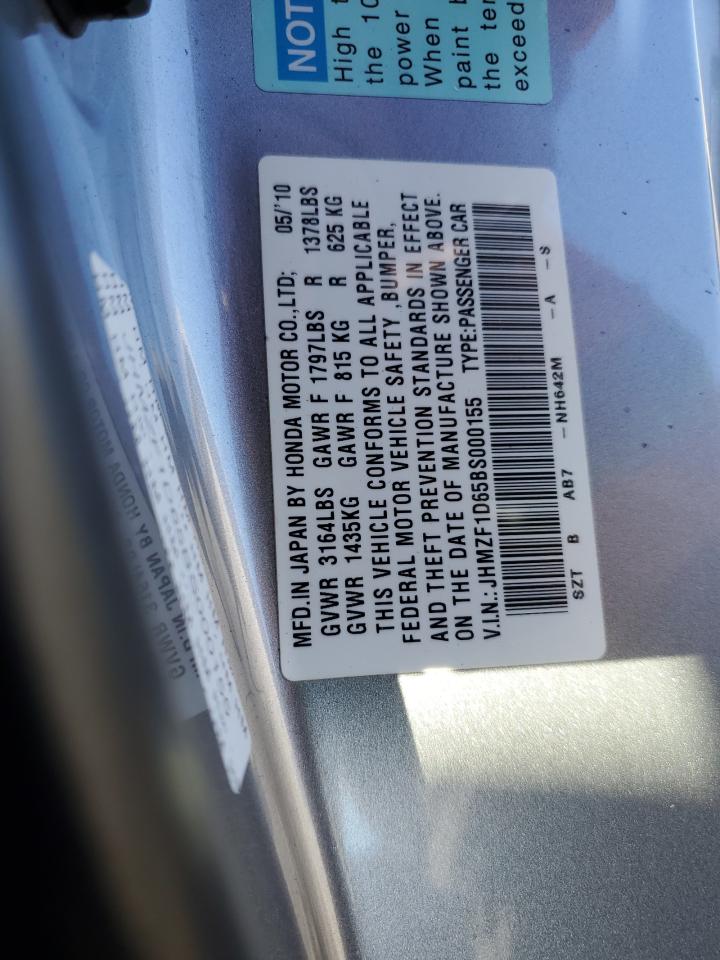 MFD.IN JAPAN BY HONDA MOTOR CO.,LTD; 05/'10
GVWR 3164LBS GAWR F 1797LBS R 1378LBS
GVWR 1435KG GAWR F 815 KG R 625 KG
THIS VEHICLE CONFORMS TO ALL APPLICABLE
FEDERAL MOTOR VEHICLE SAFETY ,BUMPER,
AND THEFT PREVENTION STANDARDS IN EFFECT
ON THE DATE OF MANUFACTURE SHOWN ABOVE.
V.I.N.: JHMZF1D65BS000155 TYPE:PASSENGER CAR
SZT B AB7 – NH642M – A – S
NOT
High
the 10
power
When
paint
the
exceed